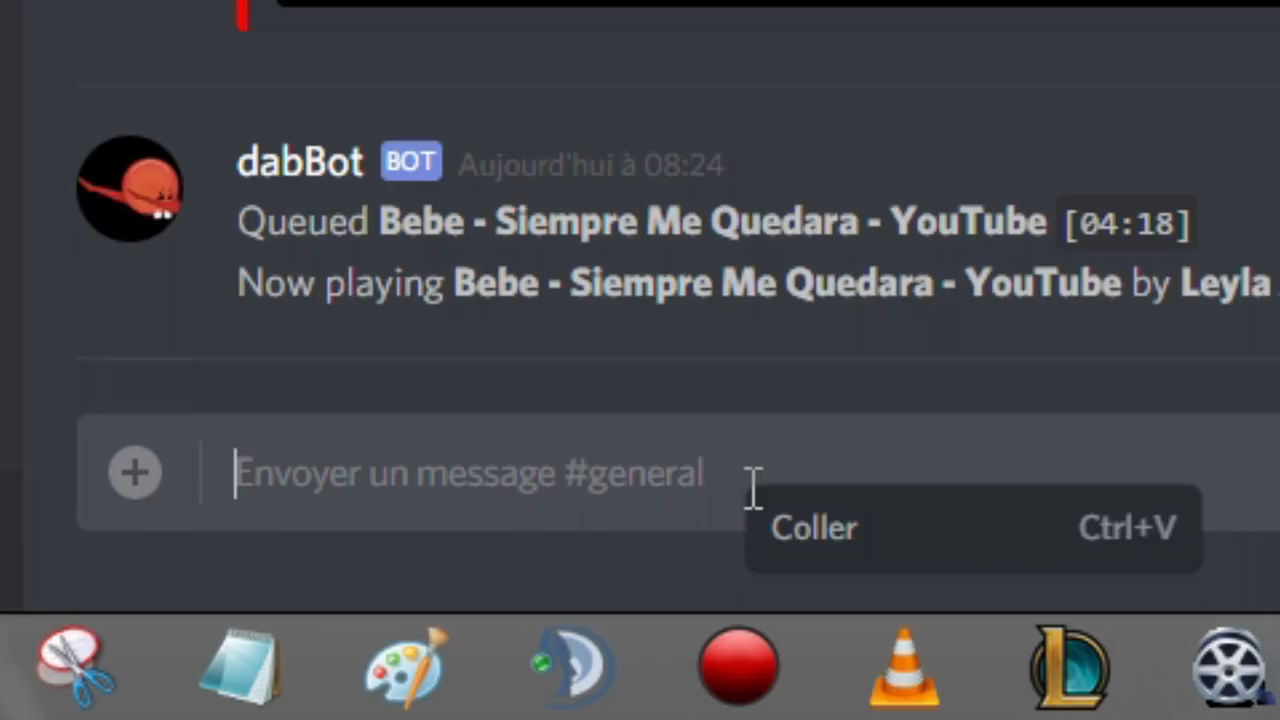 dabBot BOT Aujourd'hui à 08:24
Queued Bebe - Siempre Me Quedara - YouTube [04:18]
Now playing Bebe - Siempre Me Quedara - YouTube by Leyla
Envoyer un message #general
Coller Ctrl+V